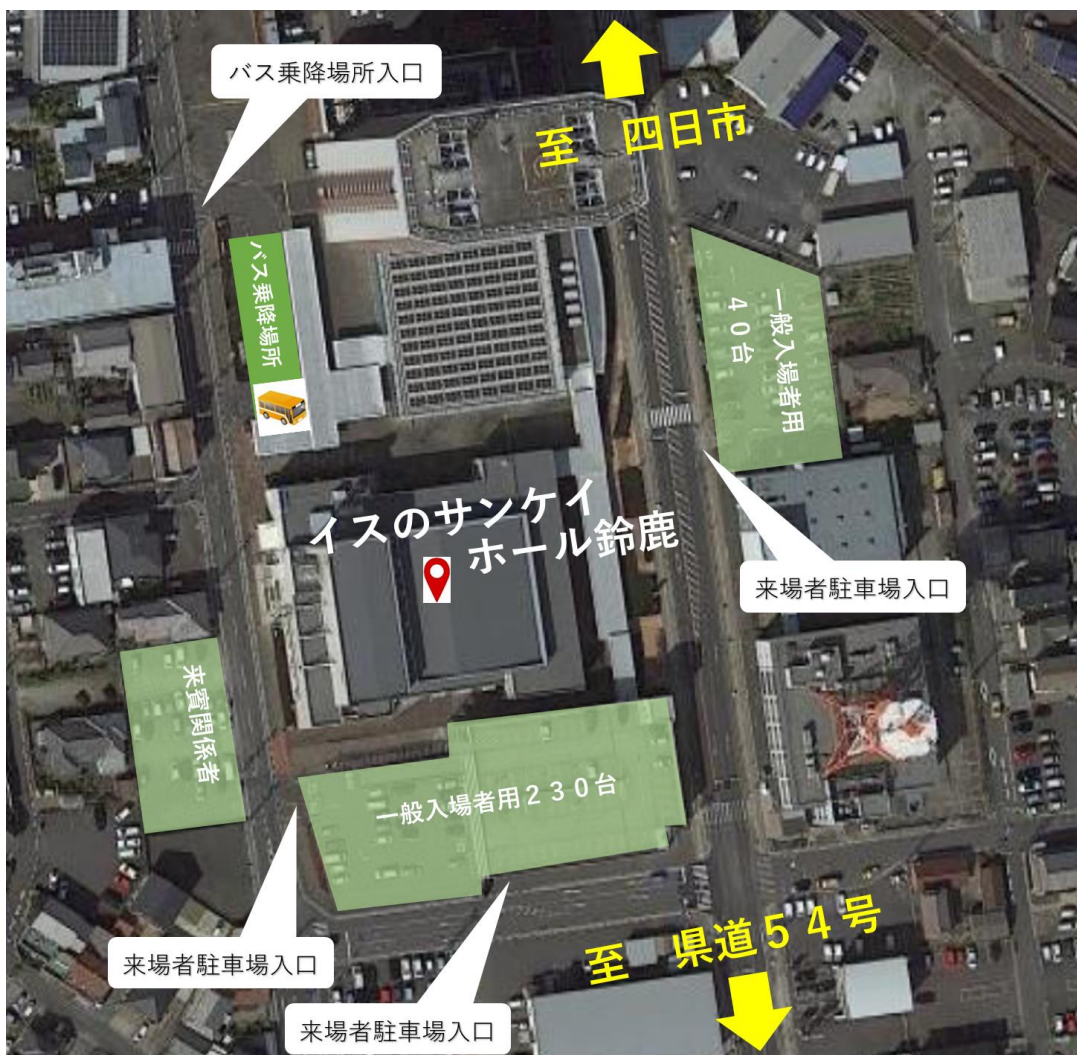 バス乗降場所入口
至 四日市
バス乗降場所
一般入場者用
４０台
イスのサンケイ
ホール鈴鹿
来場者駐車場入口
来賓関係者
一般入場者用２３０台
至 県道５４号
来場者駐車場入口
来場者駐車場入口